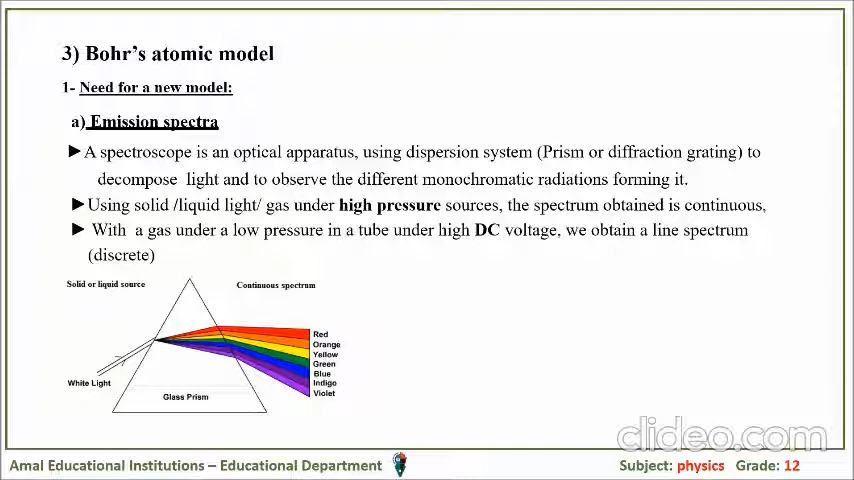 3) Bohr's atomic model
1- Need for a new model:
a) Emission spectra
►A spectroscope is an optical apparatus, using dispersion system (Prism or diffraction grating) to
decompose light and to observe the different monochromatic radiations forming it.
►Using solid /liquid light/ gas under high pressure sources, the spectrum obtained is continuous,
► With a gas under a low pressure in a tube under high DC voltage, we obtain a line spectrum
(discrete)
Solid or liquid source
Continuous spectrum
Red
Orange
Yellow
Green
Blue
Indigo
Violet
White Light
Glass Prism
clideo.com
Amal Educational Institutions – Educational Department
Subject: physics Grade: 12